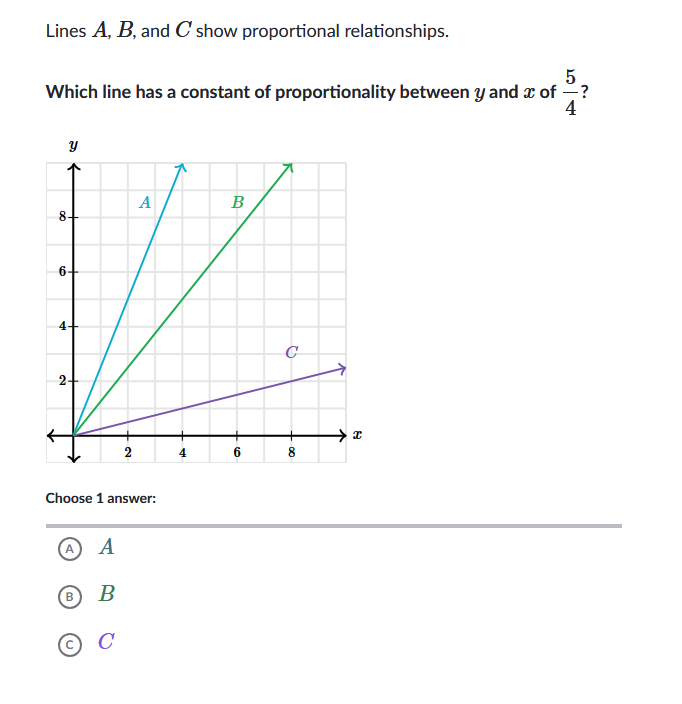 Lines A, B, and C show proportional relationships.
Which line has a constant of proportionality between y and x of 5/4?
y
A
B
8
6
4
C
2
x
2 4 6 8
Choose 1 answer:
A A
B B
C C